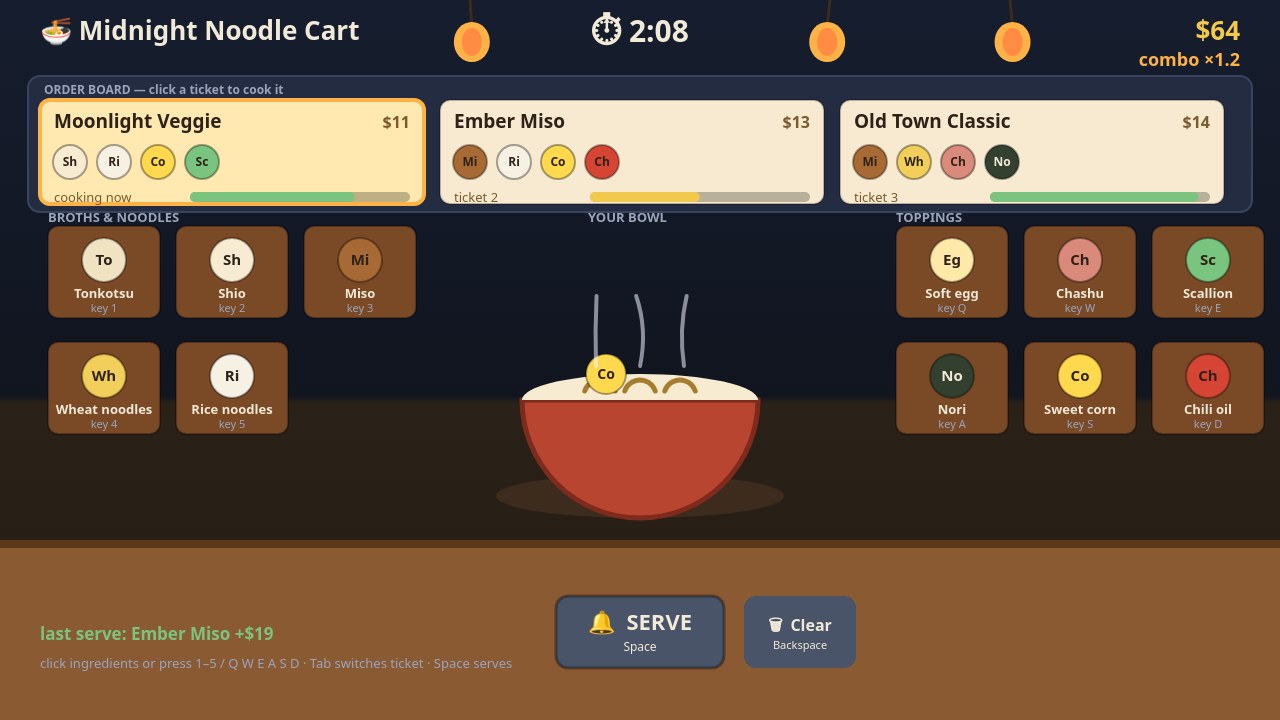 🍜 Midnight Noodle Cart
⏱ 2:08
$64
combo ×1.2
ORDER BOARD — click a ticket to cook it
Moonlight Veggie $11
Sh Ri Co Sc
cooking now
Ember Miso $13
Mi Ri Co Ch
ticket 2
Old Town Classic $14
Mi Wh Ch No
ticket 3
BROTHS & NOODLES
YOUR BOWL
TOPPINGS
To
Tonkotsu
key 1
Sh
Shio
key 2
Mi
Miso
key 3
Wh
Wheat noodles
key 4
Ri
Rice noodles
key 5
Co
Eg
Soft egg
key Q
Ch
Chashu
key W
Sc
Scallion
key E
No
Nori
key A
Co
Sweet corn
key S
Ch
Chili oil
key D
last serve: Ember Miso +$19
click ingredients or press 1–5 / Q W E A S D · Tab switches ticket · Space serves
🔔 SERVE
Space
🗑 Clear
Backspace